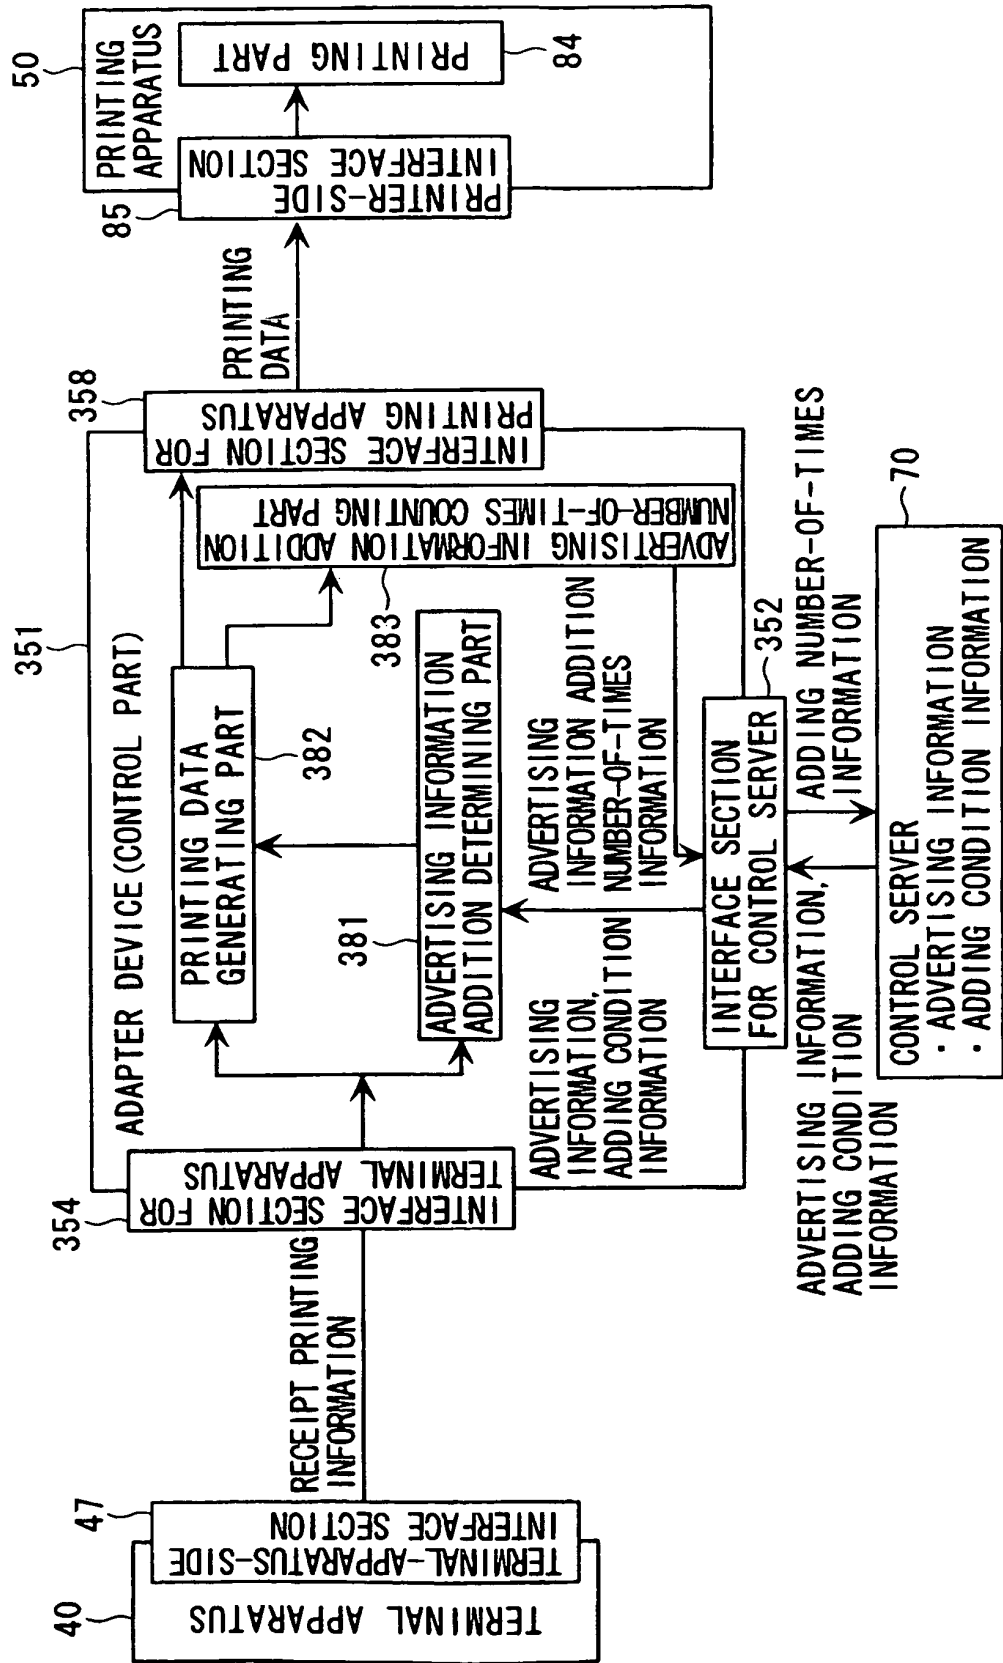 40
TERMINAL APPARATUS
47
TERMINAL-APPARATUS-SIDE
INTERFACE SECTION
RECEIPT PRINTING
INFORMATION
351
ADAPTER DEVICE(CONTROL PART)
354
INTERFACE SECTION FOR
TERMINAL APPARATUS
PRINTING DATA
GENERATING PART
382
381
ADVERTISING INFORMATION
ADDITION DETERMINING PART
383
ADVERTISING INFORMATION ADDITION
NUMBER-OF-TIMES COUNTING PART
358
INTERFACE SECTION FOR
PRINTING APPARATUS
ADVERTISING
INFORMATION,
ADDING CONDITION
INFORMATION
ADVERTISING
INFORMATION ADDITION
NUMBER-OF-TIMES
INFORMATION
352
INTERFACE SECTION
FOR CONTROL SERVER
ADVERTISING INFORMATION,
ADDING CONDITION
INFORMATION
ADDING NUMBER-OF-TIMES
INFORMATION
70
CONTROL SERVER
・ADVERTISING INFORMATION
・ADDING CONDITION INFORMATION
PRINTING
DATA
50
PRINTING
APPARATUS
85
PRINTER-SIDE
INTERFACE SECTION
PRINTING PART
84